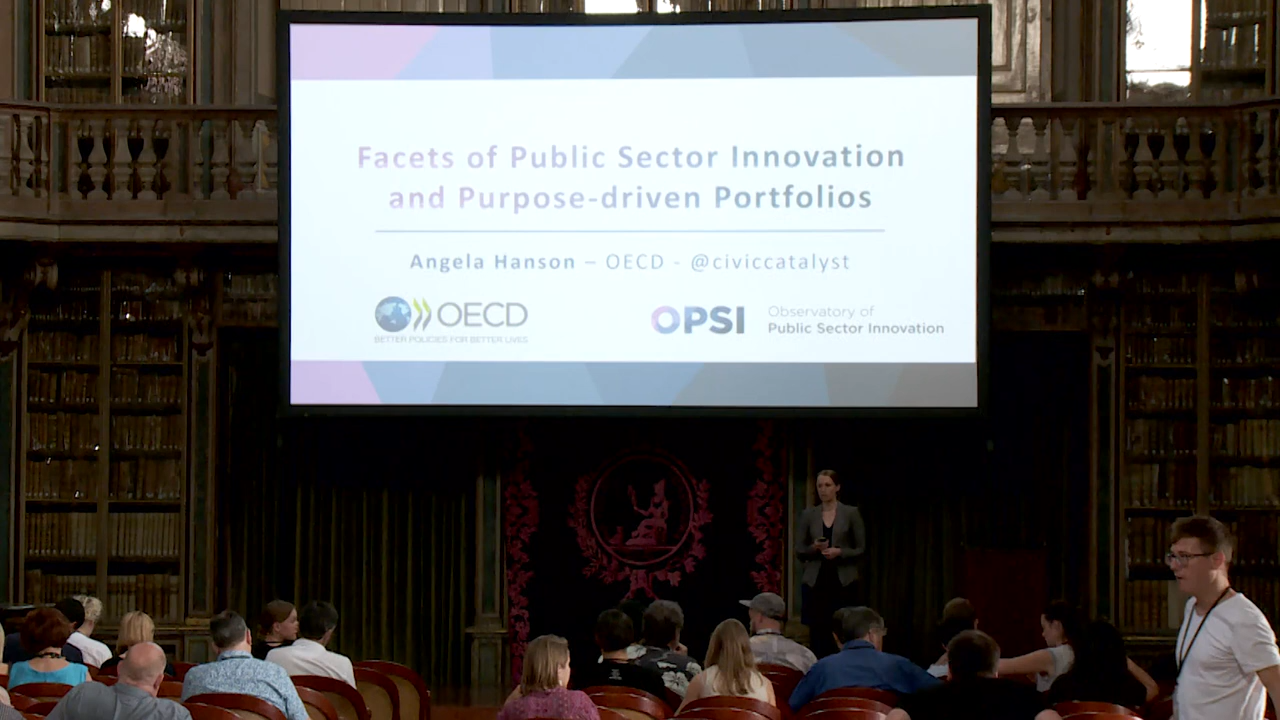 Facets of Public Sector Innovation
and Purpose-driven Portfolios
Angela Hanson – OECD - @civiccatalyst
OECD
BETTER POLICIES FOR BETTER LIVES
OPSI
Observatory of
Public Sector Innovation